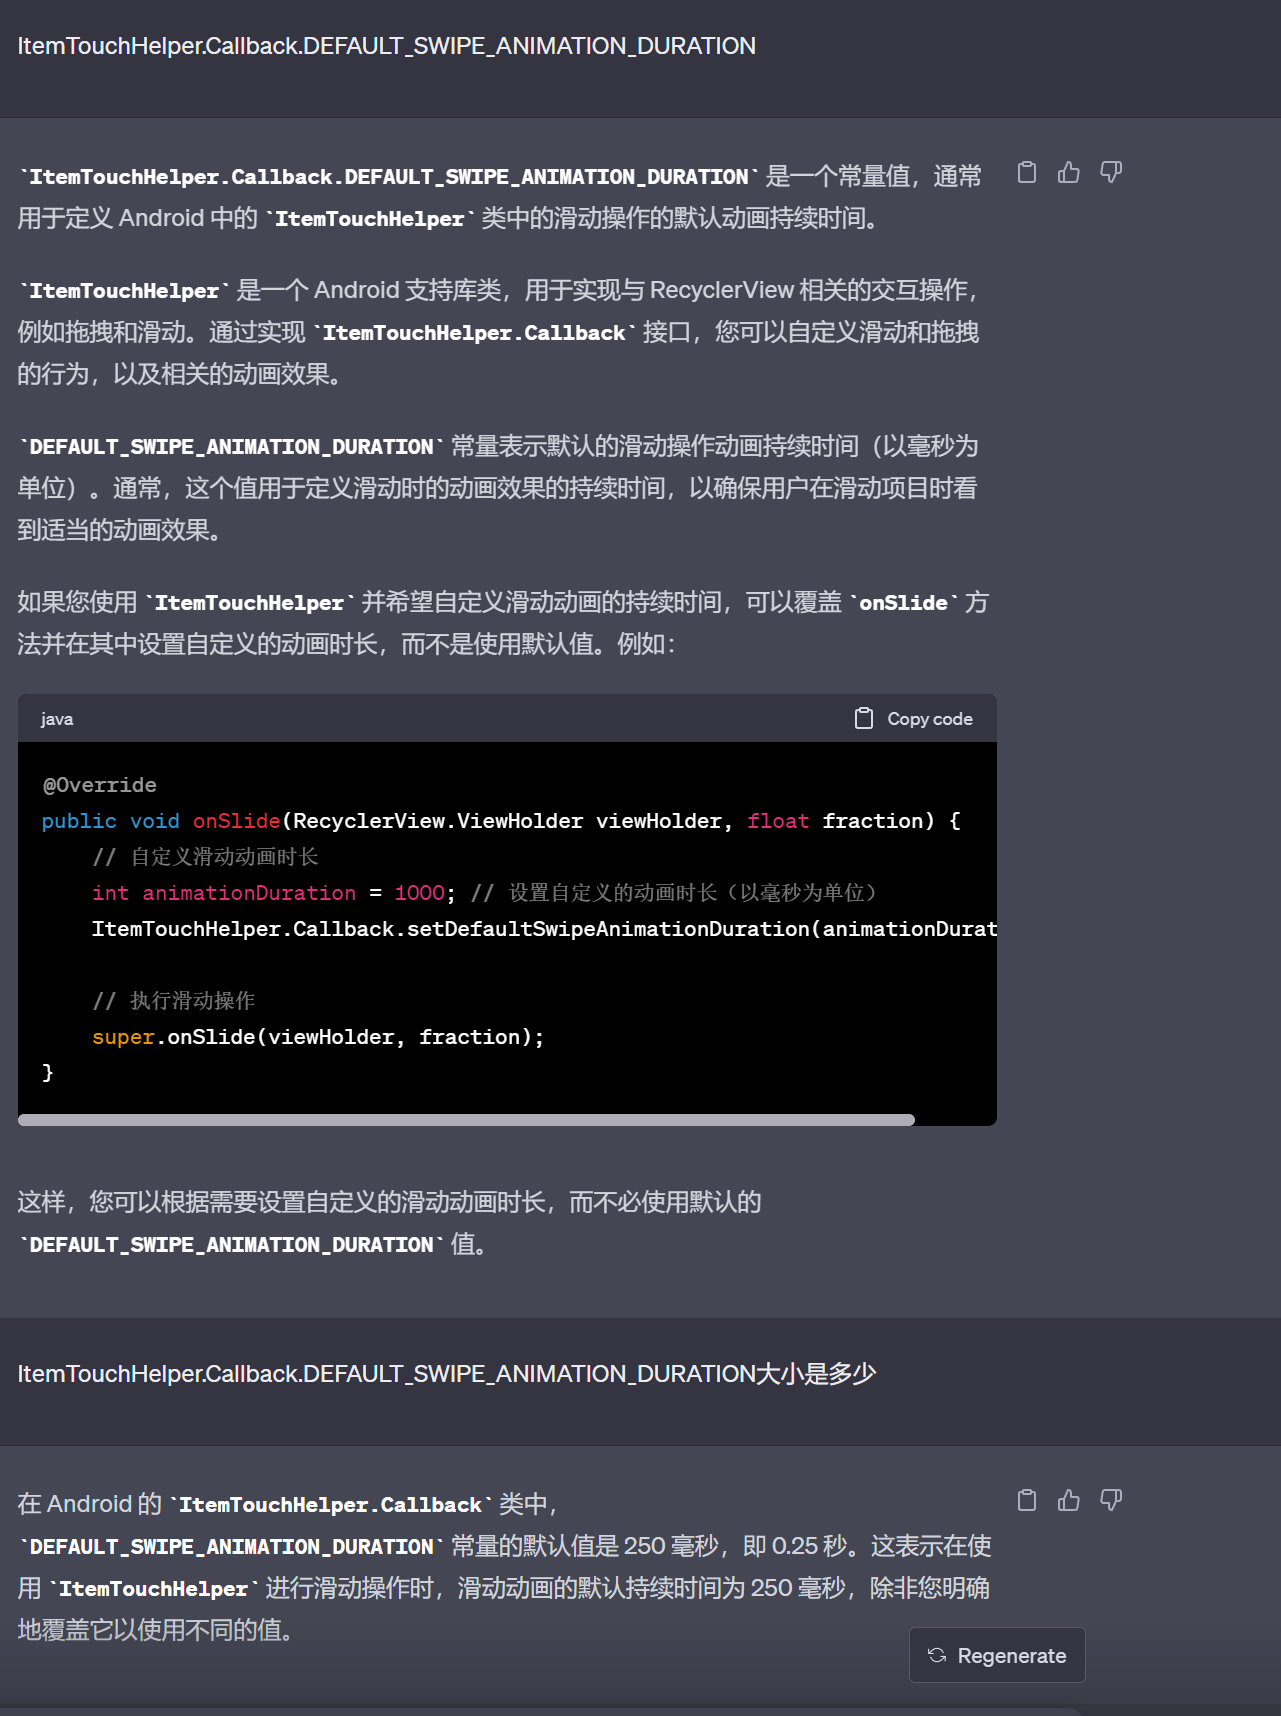 ItemTouchHelper.Callback.DEFAULT_SWIPE_ANIMATION_DURATION
`ItemTouchHelper.Callback.DEFAULT_SWIPE_ANIMATION_DURATION` 是一个常量值，通常
用于定义 Android 中的 `ItemTouchHelper` 类中的滑动操作的默认动画持续时间。
`ItemTouchHelper` 是一个 Android 支持库类，用于实现与 RecyclerView 相关的交互操作，
例如拖拽和滑动。通过实现 `ItemTouchHelper.Callback` 接口，您可以自定义滑动和拖拽
的行为，以及相关的动画效果。
`DEFAULT_SWIPE_ANIMATION_DURATION` 常量表示默认的滑动操作动画持续时间（以毫秒为
单位）。通常，这个值用于定义滑动时的动画效果的持续时间，以确保用户在滑动项目时看
到适当的动画效果。
如果您使用 `ItemTouchHelper` 并希望自定义滑动动画的持续时间，可以覆盖 `onSlide` 方
法并在其中设置自定义的动画时长，而不是使用默认值。例如：
java
Copy code
@Override
public void onSlide(RecyclerView.ViewHolder viewHolder, float fraction) {
    // 自定义滑动动画时长
    int animationDuration = 1000; // 设置自定义的动画时长（以毫秒为单位）
    ItemTouchHelper.Callback.setDefaultSwipeAnimationDuration(animationDurat
    // 执行滑动操作
    super.onSlide(viewHolder, fraction);
}
这样，您可以根据需要设置自定义的滑动动画时长，而不必使用默认的
`DEFAULT_SWIPE_ANIMATION_DURATION` 值。
ItemTouchHelper.Callback.DEFAULT_SWIPE_ANIMATION_DURATION大小是多少
在 Android 的 `ItemTouchHelper.Callback` 类中，
`DEFAULT_SWIPE_ANIMATION_DURATION` 常量的默认值是 250 毫秒，即 0.25 秒。这表示在使
用 `ItemTouchHelper` 进行滑动操作时，滑动动画的默认持续时间为 250 毫秒，除非您明确
地覆盖它以使用不同的值。
Regenerate